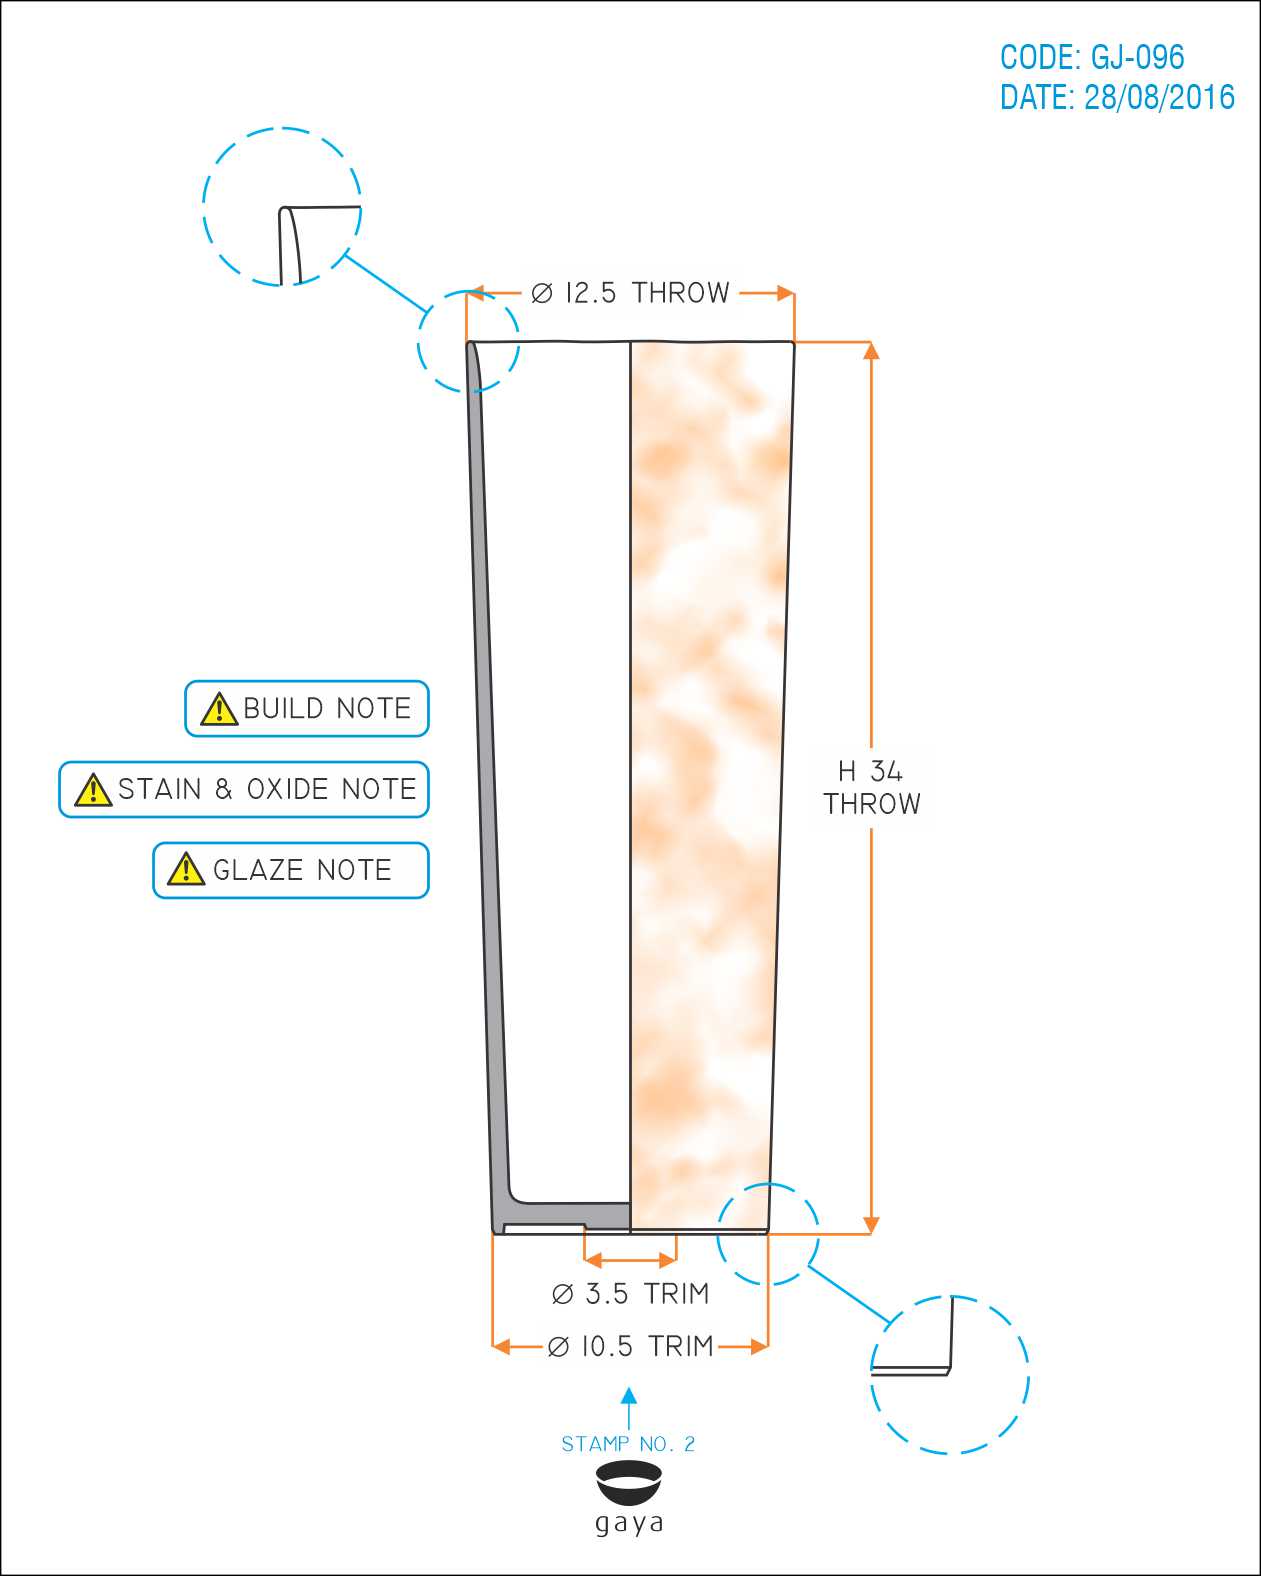 CODE: GJ-096
DATE: 28/08/2016
Ø 12.5 THROW
BUILD NOTE
STAIN & OXIDE NOTE
GLAZE NOTE
H 34
THROW
Ø 3.5 TRIM
Ø 10.5 TRIM
STAMP NO. 2
gaya